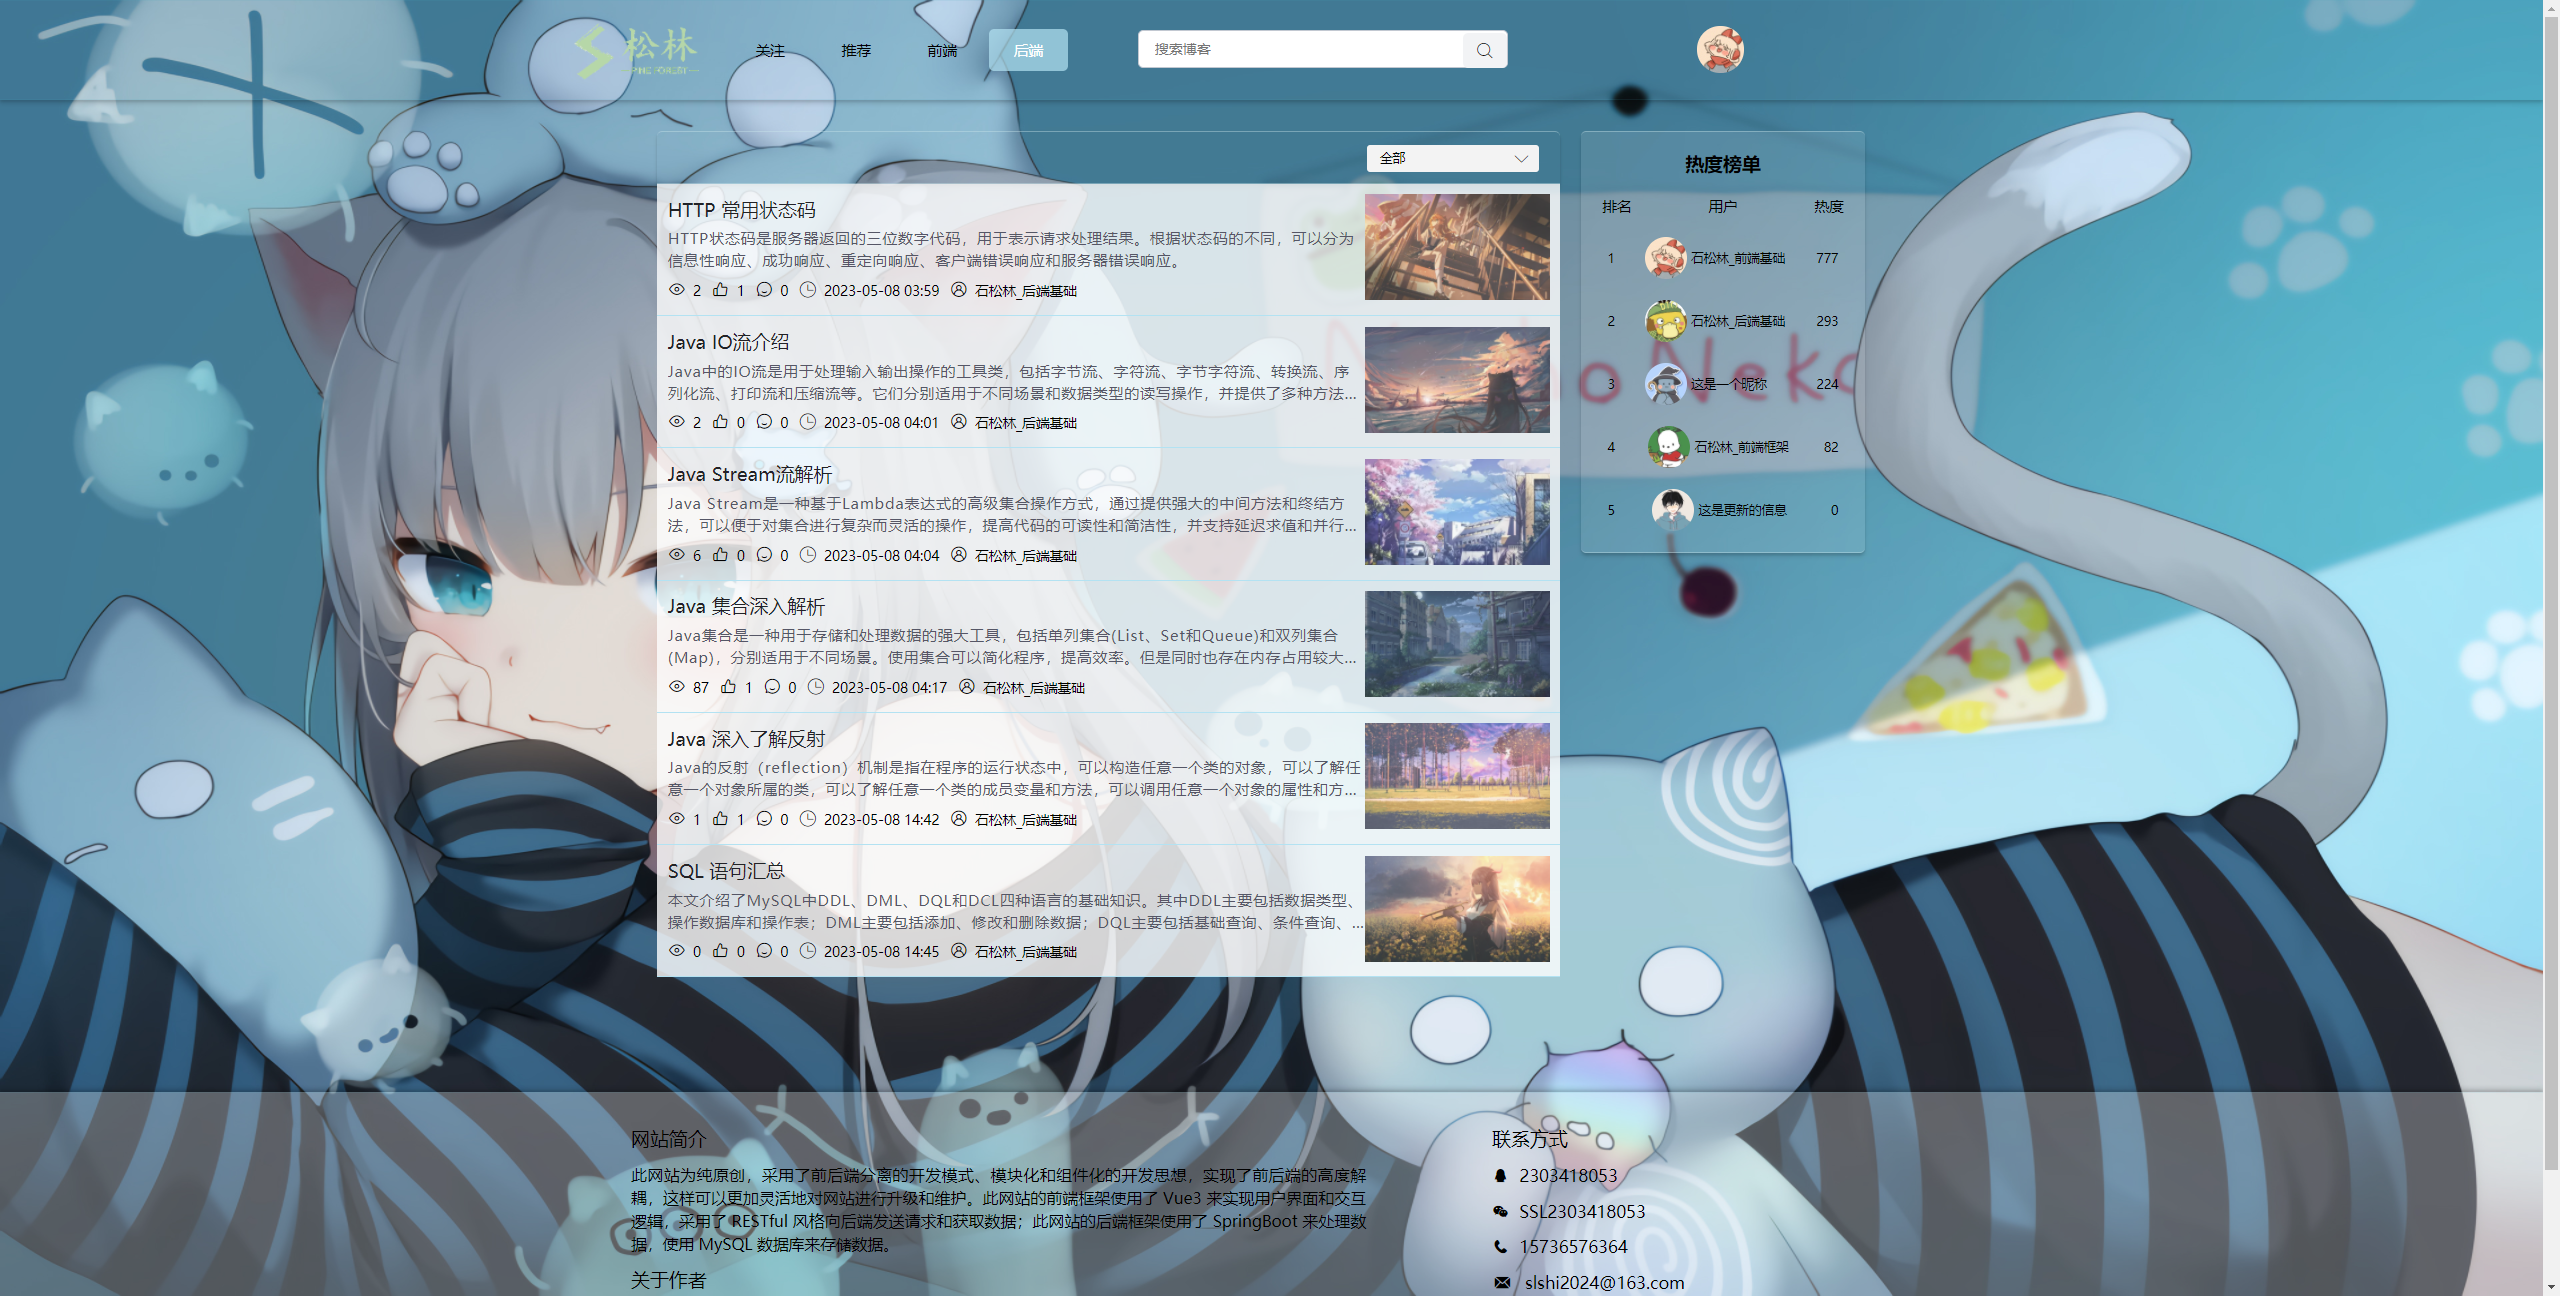 松林
PINE FOREST
关注
推荐
前端
后端
搜索博客
全部
HTTP 常用状态码
HTTP状态码是服务器返回的三位数字代码，用于表示请求处理结果。根据状态码的不同，可以分为
信息性响应、成功响应、重定向响应、客户端错误响应和服务器错误响应。
2 1 0 2023-05-08 03:59 石松林_后端基础
Java IO流介绍
Java中的IO流是用于处理输入输出操作的工具类，包括字节流、字符流、字节字符流、转换流、序
列化流、打印流和压缩流等。它们分别适用于不同场景和数据类型的读写操作，并提供了多种方法...
2 0 0 2023-05-08 04:01 石松林_后端基础
Java Stream流解析
Java Stream是一种基于Lambda表达式的高级集合操作方式，通过提供强大的中间方法和终结方
法，可以便于对集合进行复杂而灵活的操作，提高代码的可读性和简洁性，并支持延迟求值和并行...
6 0 0 2023-05-08 04:04 石松林_后端基础
Java 集合深入解析
Java集合是一种用于存储和处理数据的强大工具，包括单列集合(List、Set和Queue)和双列集合
(Map)，分别适用于不同场景。使用集合可以简化程序，提高效率。但是同时也存在内存占用较大...
87 1 0 2023-05-08 04:17 石松林_后端基础
Java 深入了解反射
Java的反射（reflection）机制是指在程序的运行状态中，可以构造任意一个类的对象，可以了解任
意一个对象所属的类，可以了解任意一个类的成员变量和方法，可以调用任意一个对象的属性和方...
1 1 0 2023-05-08 14:42 石松林_后端基础
SQL 语句汇总
本文介绍了MySQL中DDL、DML、DQL和DCL四种语言的基础知识。其中DDL主要包括数据类型、
操作数据库和操作表；DML主要包括添加、修改和删除数据；DQL主要包括基础查询、条件查询、...
0 0 0 2023-05-08 14:45 石松林_后端基础
热度榜单
排名 用户 热度
1 石松林_前端基础 777
2 石松林_后端基础 293
3 这是一个昵称 224
4 石松林_前端框架 82
5 这是更新的信息 0
Neko
网站简介
此网站为纯原创，采用了前后端分离的开发模式、模块化和组件化的开发思想，实现了前后端的高度解
耦，这样可以更加灵活地对网站进行升级和维护。此网站的前端框架使用了 Vue3 来实现用户界面和交互
逻辑，采用了 RESTful 风格向后端发送请求和获取数据；此网站的后端框架使用了 SpringBoot 来处理数
据，使用 MySQL 数据库来存储数据。
关于作者
联系方式
2303418053
SSL2303418053
15736576364
slshi2024@163.com